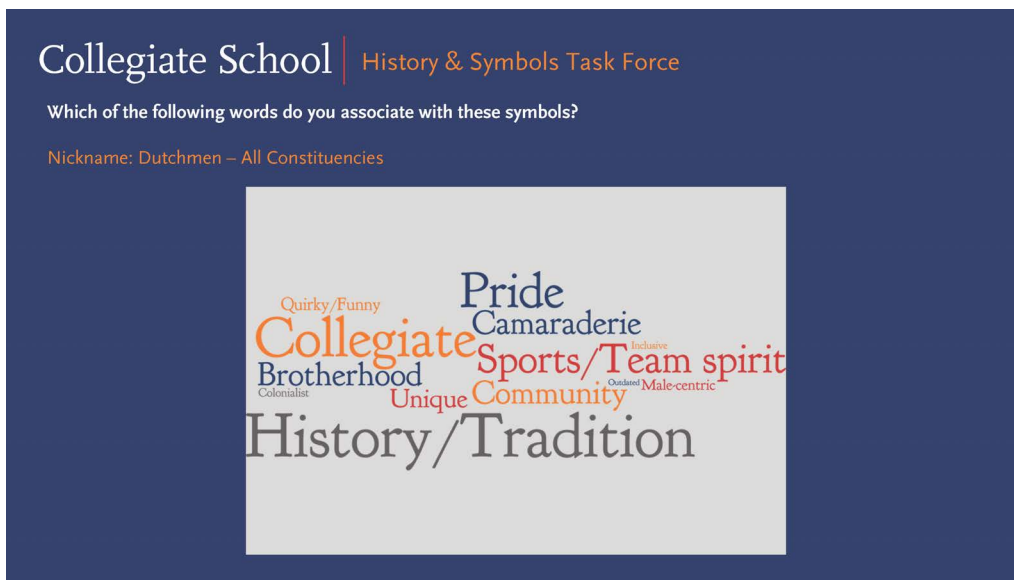 Collegiate School | History & Symbols Task Force
Which of the following words do you associate with these symbols?
Nickname: Dutchmen – All Constituencies
Pride
Quirky/Funny
Camaraderie
Collegiate
Inclusive
Sports/Team spirit
Brotherhood
Outdated
Male-centric
Colonialist
Unique
Community
History/Tradition